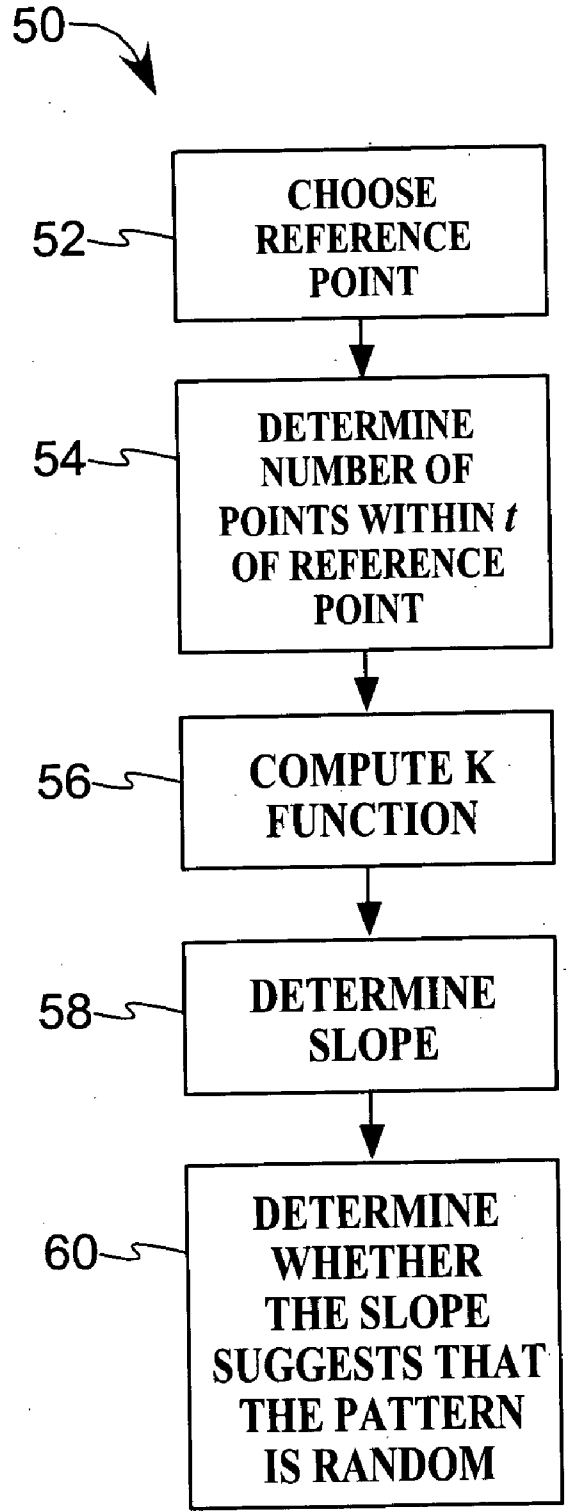 50
52
CHOOSE
REFERENCE
POINT
54
DETERMINE
NUMBER OF
POINTS WITHIN t
OF REFERENCE
POINT
56
COMPUTE K
FUNCTION
58
DETERMINE
SLOPE
60
DETERMINE
WHETHER
THE SLOPE
SUGGESTS THAT
THE PATTERN
IS RANDOM